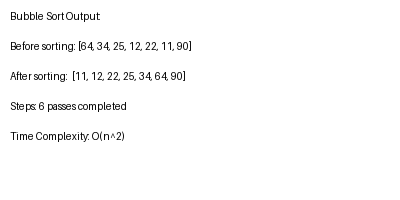 Bubble Sort Output:
Before sorting: [64, 34, 25, 12, 22, 11, 90]
After sorting:  [11, 12, 22, 25, 34, 64, 90]
Steps: 6 passes completed
Time Complexity: O(n^2)